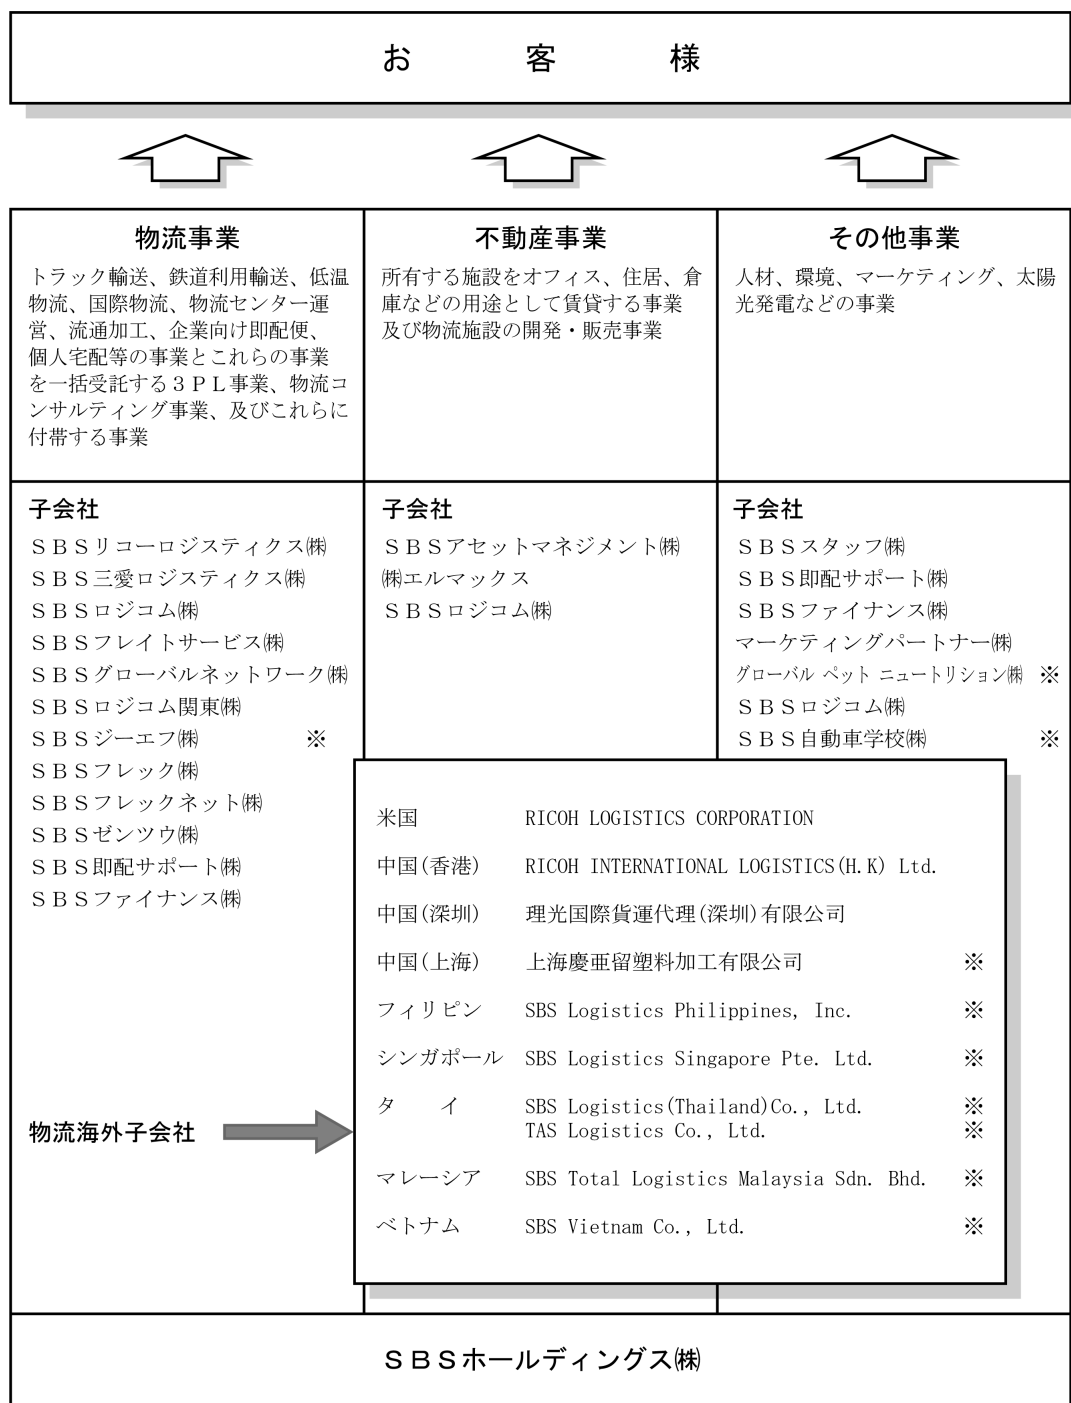 お客様
物流事業
トラック輸送、鉄道利用輸送、低温
物流、国際物流、物流センター運
営、流通加工、企業向け即配便、
個人宅配等の事業とこれらの事業
を一括受託する３ＰＬ事業、物流コ
ンサルティング事業、及びこれらに
付帯する事業
不動産事業
所有する施設をオフィス、住居、倉
庫などの用途として賃貸する事業
及び物流施設の開発・販売事業
その他事業
人材、環境、マーケティング、太陽
光発電などの事業
子会社
ＳＢＳリコーロジスティクス㈱
ＳＢＳ三愛ロジスティクス㈱
ＳＢＳロジコム㈱
ＳＢＳフレイトサービス㈱
ＳＢＳグローバルネットワーク㈱
ＳＢＳロジコム関東㈱
ＳＢＳジーエフ㈱ ※
ＳＢＳフレック㈱
ＳＢＳフレックネット㈱
ＳＢＳゼンツウ㈱
ＳＢＳ即配サポート㈱
ＳＢＳファイナンス㈱
子会社
ＳＢＳアセットマネジメント㈱
㈱エルマックス
ＳＢＳロジコム㈱
子会社
ＳＢＳスタッフ㈱
ＳＢＳ即配サポート㈱
ＳＢＳファイナンス㈱
マーケティングパートナー㈱
グローバル ペット ニュートリション㈱ ※
ＳＢＳロジコム㈱
ＳＢＳ自動車学校㈱ ※
物流海外子会社
米国 RICOH LOGISTICS CORPORATION
中国(香港) RICOH INTERNATIONAL LOGISTICS(H.K) Ltd.
中国(深圳) 理光国際貨運代理(深圳)有限公司
中国(上海) 上海慶亜留塑料加工有限公司 ※
フィリピン SBS Logistics Philippines, Inc. ※
シンガポール SBS Logistics Singapore Pte. Ltd. ※
タイ SBS Logistics(Thailand)Co., Ltd. ※
TAS Logistics Co., Ltd. ※
マレーシア SBS Total Logistics Malaysia Sdn. Bhd. ※
ベトナム SBS Vietnam Co., Ltd. ※
ＳＢＳホールディングス㈱